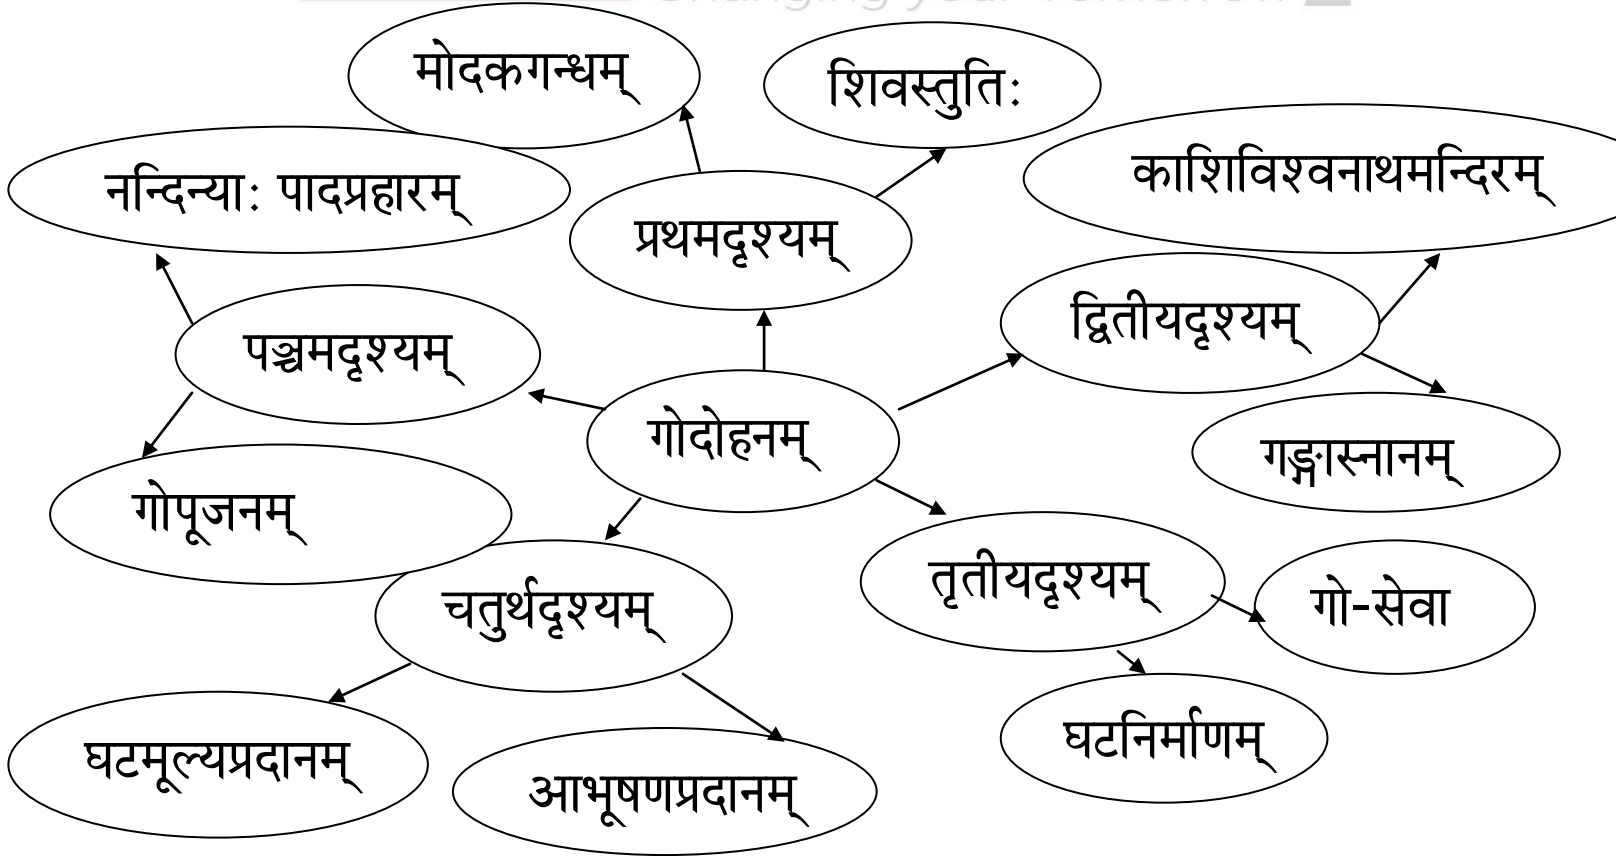 मोदकगन्धम्
शिवस्तुतिः
काशिविश्वनाथमन्दिरम्
नन्दिन्याः पादप्रहारम्
प्रथमदृश्यम्
द्वितीयदृश्यम्
पञ्चमदृश्यम्
गोदोहनम्
गङ्गास्नानम्
गोपूजनम्
तृतीयदृश्यम्
गो-सेवा
चतुर्थदृश्यम्
घटनिर्माणम्
घटमूल्यप्रदानम्
आभूषणप्रदानम्